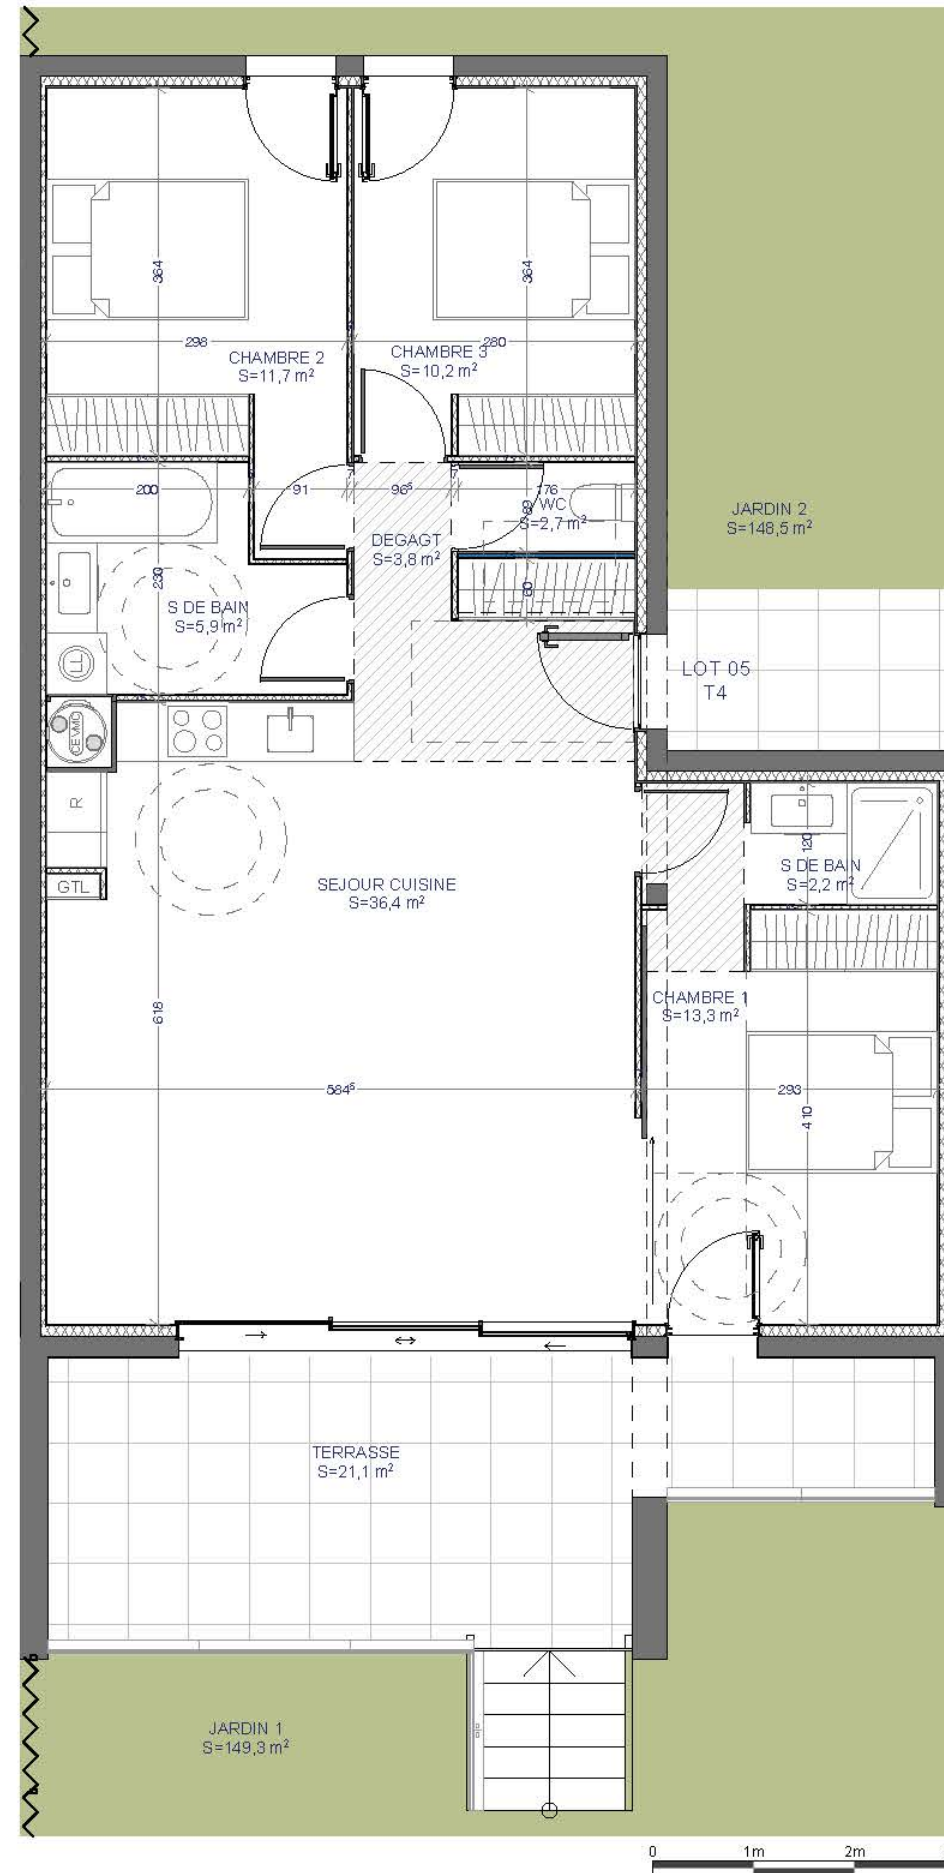 364
364
298
CHAMBRE 2
S=11,7 m²
CHAMBRE 3
S=10,2 m²
280
200
91
96⁵
176
WC
S=2,7 m²
89
JARDIN 2
S=148,5 m²
DEGAGT
S=3,8 m²
230
60
S DE BAIN
S=5,9 m²
LL
LOT 05
T4
CE VMC
R
GTL
SEJOUR CUISINE
S=36,4 m²
120
S DE BAIN
S=2,2 m²
CHAMBRE 1
S=13,3 m²
618
584⁵
293
410
TERRASSE
S=21,1 m²
JARDIN 1
S=149,3 m²
0 1m 2m